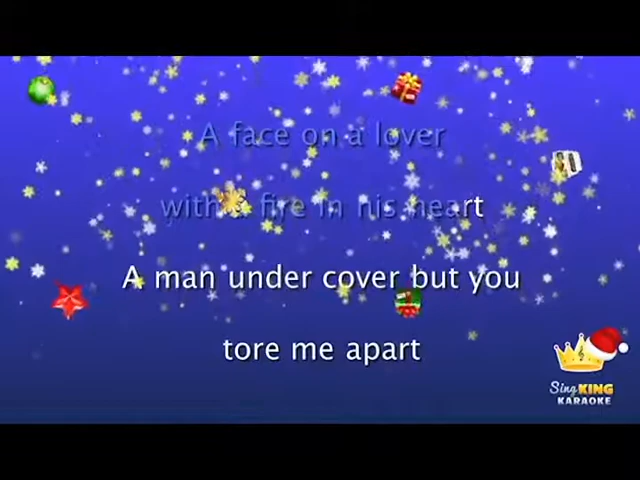 A face on a lover
with a fire in his heart
A man under cover but you
tore me apart
Sing KING
KARAOKE